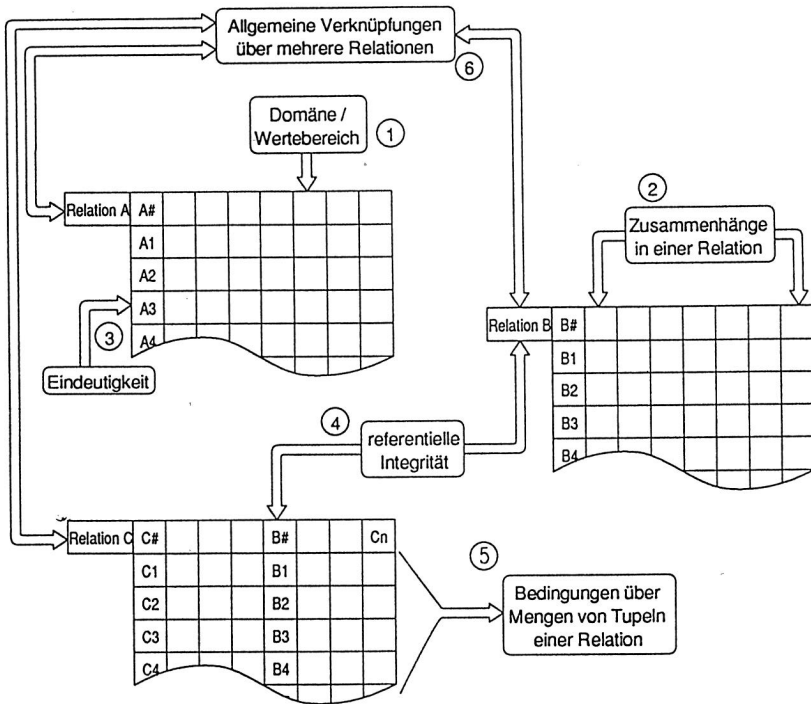 Allgemeine Verknüpfungen
über mehrere Relationen
6
Domäne /
Wertebereich
1
Relation A A#
A1
A2
A3
A4
3
Eindeutigkeit
2
Zusammenhänge
in einer Relation
Relation B B#
B1
B2
B3
B4
4
referentielle
Integrität
Relation C C# B# Cn
C1 B1
C2 B2
C3 B3
C4 B4
5
Bedingungen über
Mengen von Tupeln
einer Relation